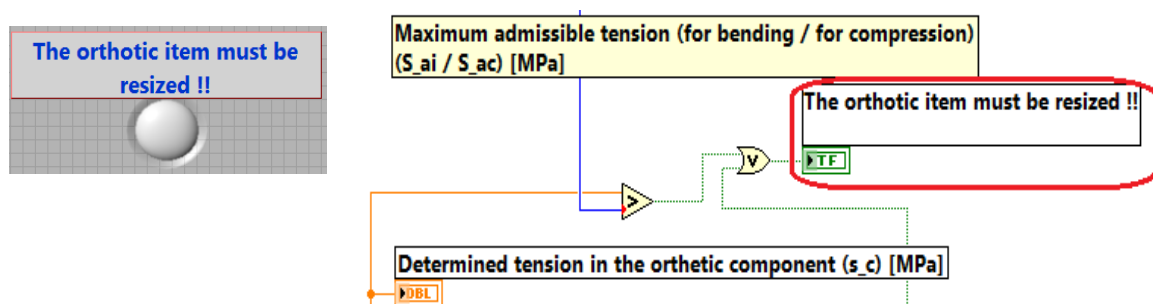 The orthotic item must be
resized !!
Maximum admissible tension (for bending / for compression)
(S_ai / S_ac) [MPa]
The orthotic item must be resized !!
V
TF
>
Determined tension in the orthetic component (s_c) [MPa]
DBL